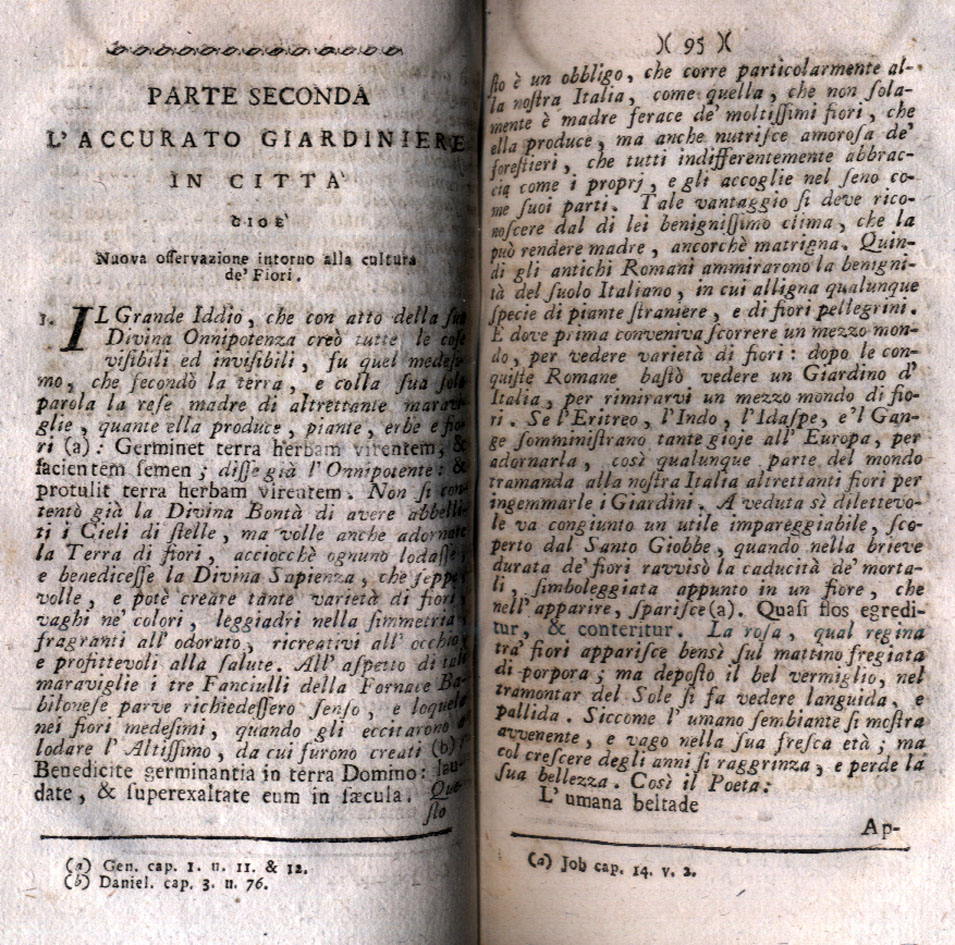 PARTE SECONDA
L'ACCURATO GIARDINIERE
IN CITTA'
CIOE'
Nuova osservazione intorno alla cultura
de' Fiori.
1. IL Grande Iddio, che con atto della sua
Divina Onnipotenza creò tutte le cose
visibili ed invisibili, fu quel medesi-
mo, che secondò la terra, e colla sua sola
parola la rese madre di altrettante maravi-
glie, quante ella produce, piante, erbe e fio-
ri (a): Germinet terra herbam virentem, &
facientem semen; disse già l'Onnipotente: &
protulit terra herbam virentem. Non si con-
tentò già la Divina Bontà di avere abbelli-
ti i Cieli di stelle, ma volle anche adornare
la Terra di fiori, acciocchè ognuno lodasse,
e benedicesse la Divina Sapienza, che seppe,
volle, e potè creare tante varietà di fiori,
vaghi ne' colori, leggiadri nella simmetria,
fragranti all' odorato, ricreativi all' occhio,
e profittevoli alla salute. All' aspetto di tali
maraviglie i tre Fanciulli della Fornace Ba-
bilonese parve richiedessero senso, e loquela
nei fiori medesimi, quando gli eccitarono a
lodare l' Altissimo, da cui furono creati (b):
Benedicite germinantia in terra Domino: lau-
date, & superexaltate eum in sæcula. Que-
sto
(a) Gen. cap. 1. n. 11. & 12.
(b) Daniel. cap. 3. n. 76.
)( 95 )(
sto è un obbligo, che corre particolarmente al-
la nostra Italia, come quella, che non sola-
mente è madre ferace de' moltissimi fiori, che
ella produce, ma anche nutrisce amorosa de'
forestieri, che tutti indifferentemente abbrac-
cia come i proprj, e gli accoglie nel seno co-
me suoi parti. Tale vantaggio si deve rico-
noscere dal di lei benignissimo clima, che la
può rendere madre, ancorchè matrigna. Quin-
di gli antichi Romani ammirarono la benigni-
tà del suolo Italiano, in cui alligna qualunque
specie di piante straniere, e di fiori pellegrini.
E dove prima conveniva scorrere un mezzo mon-
do, per vedere varietà di fiori: dopo le con-
quiste Romane bastò vedere un Giardino d'
Italia, per rimirarvi un mezzo mondo di fio-
ri. Se l'Eritreo, l'Indo, l'Idaspe, e'l Gan-
ge somministrano tante gioje all' Europa, per
adornarla, così qualunque parte del mondo
tramanda alla nostra Italia altrettanti fiori per
ingemmarle i Giardini. A veduta sì dilettevo-
le va congiunto un utile impareggiabile, sco-
perto dal Santo Giobbe, quando nella brieve
durata de' fiori ravvisò la caducità de' morta-
li, simboleggiata appunto in un fiore, che
nell' apparire, sparisce (a). Quasi flos egredi-
tur, & conteritur. La rosa, qual regina
trà fiori apparisce bensì sul mattino fregiata
di porpora; ma deposto il bel vermiglio, nel
tramontar del Sole si fa vedere languida, e
pallida. Siccome l' umano sembiante si mostra
avvenente, e vago nella sua fresca età; ma
col crescere degli anni si raggrinza, e perde la
sua bellezza. Così il Poeta:
L' umana beltade
Ap-
(a) Job cap. 14. v. 2.